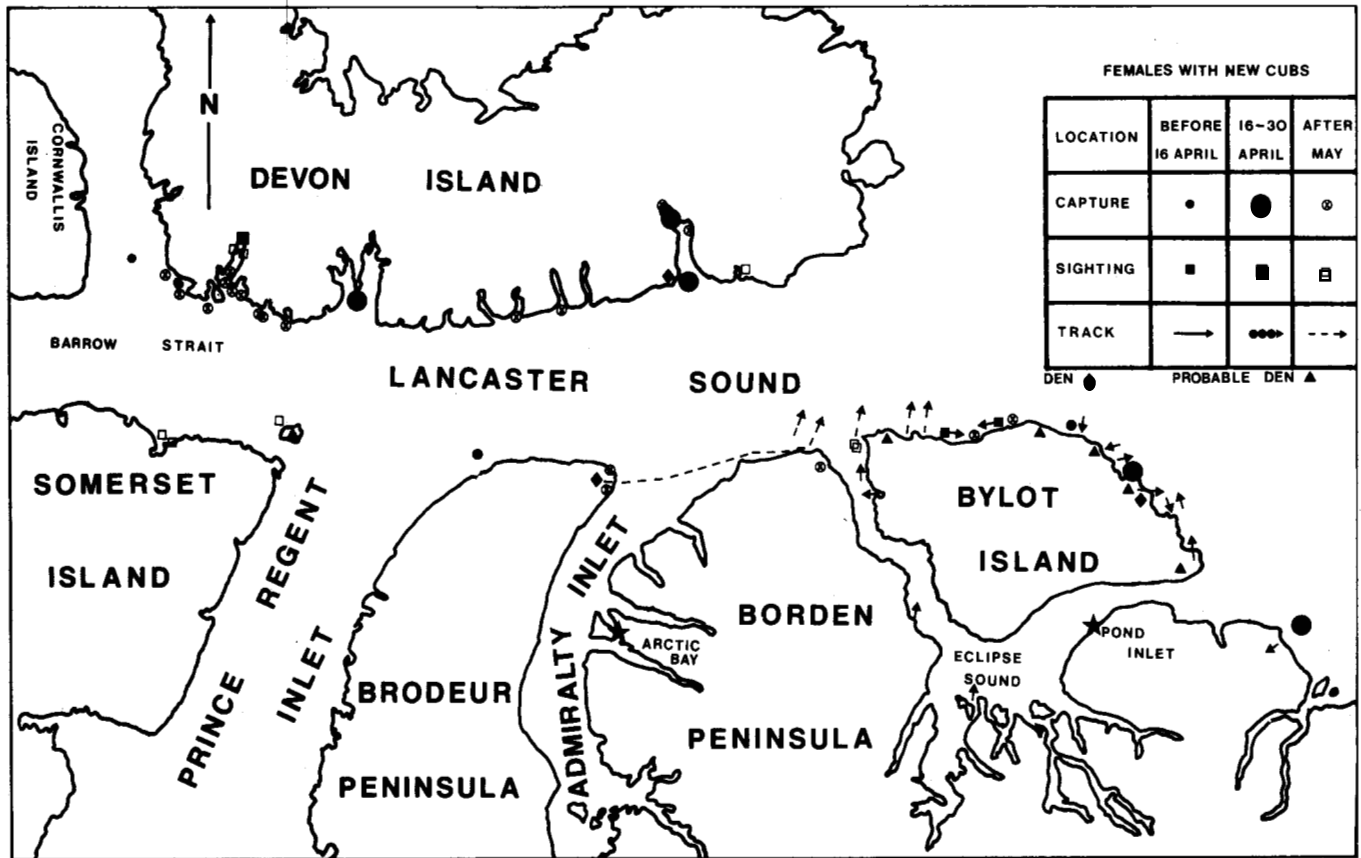 FEMALES WITH NEW CUBS
LOCATION
BEFORE
16 APRIL
16-30
APRIL
AFTER
MAY
CAPTURE
SIGHTING
TRACK
DEN
PROBABLE DEN
N
CORNWALLIS
ISLAND
DEVON ISLAND
BARROW STRAIT
LANCASTER SOUND
SOMERSET
ISLAND
PRINCE REGENT
INLET
BRODEUR
PENINSULA
ADMIRALTY INLET
ARCTIC
BAY
BORDEN
PENINSULA
BYLOT
ISLAND
ECLIPSE
SOUND
POND
INLET